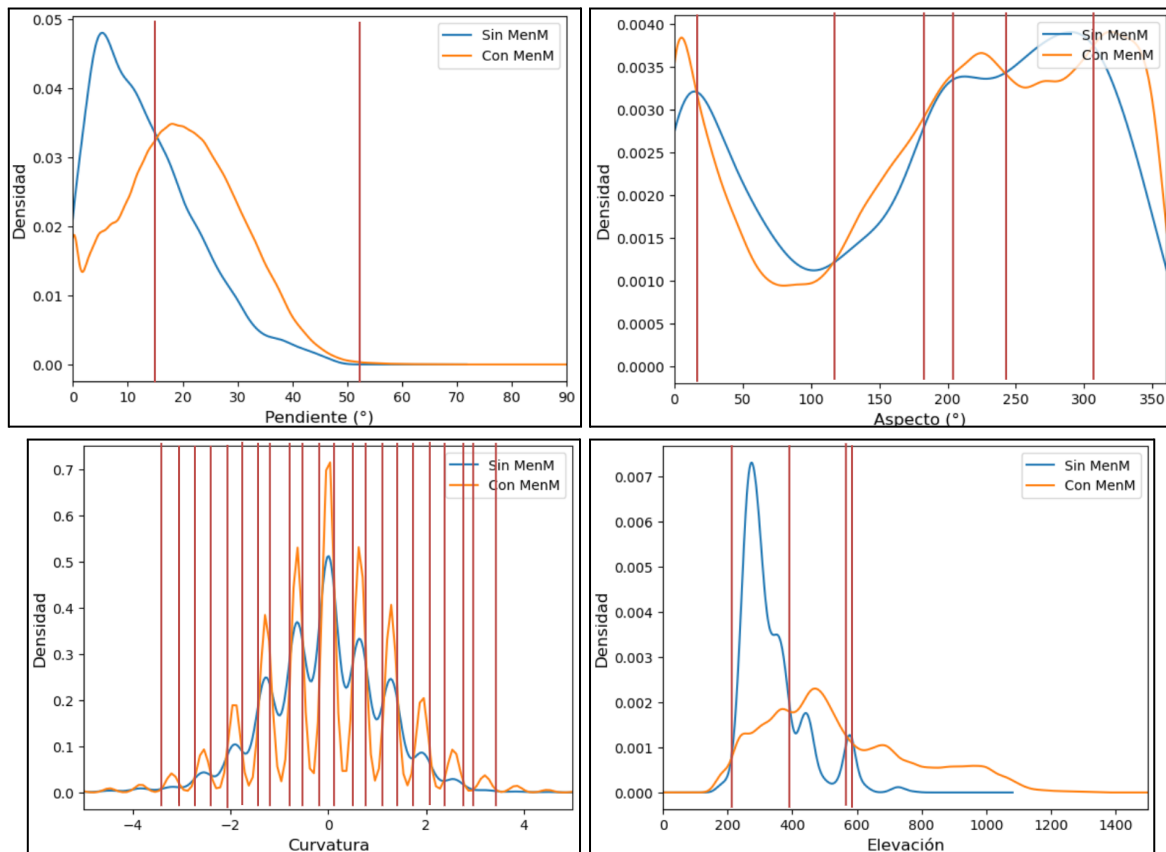 0.05
0.04
0.03
0.02
0.01
0.00
Densidad
Sin MenM
Con MenM
0 10 20 30 40 50 60 70 80 90
Pendiente (°)
0.0040
0.0035
0.0030
0.0025
0.0020
0.0015
0.0010
0.0005
0.0000
Densidad
Sin MenM
Con MenM
0 50 100 150 200 250 300 350
Aspecto (°)
0.7
0.6
0.5
0.4
0.3
0.2
0.1
0.0
Densidad
Sin MenM
Con MenM
−4 −2 0 2 4
Curvatura
0.007
0.006
0.005
0.004
0.003
0.002
0.001
0.000
Densidad
Sin MenM
Con MenM
0 200 400 600 800 1000 1200 1400
Elevación